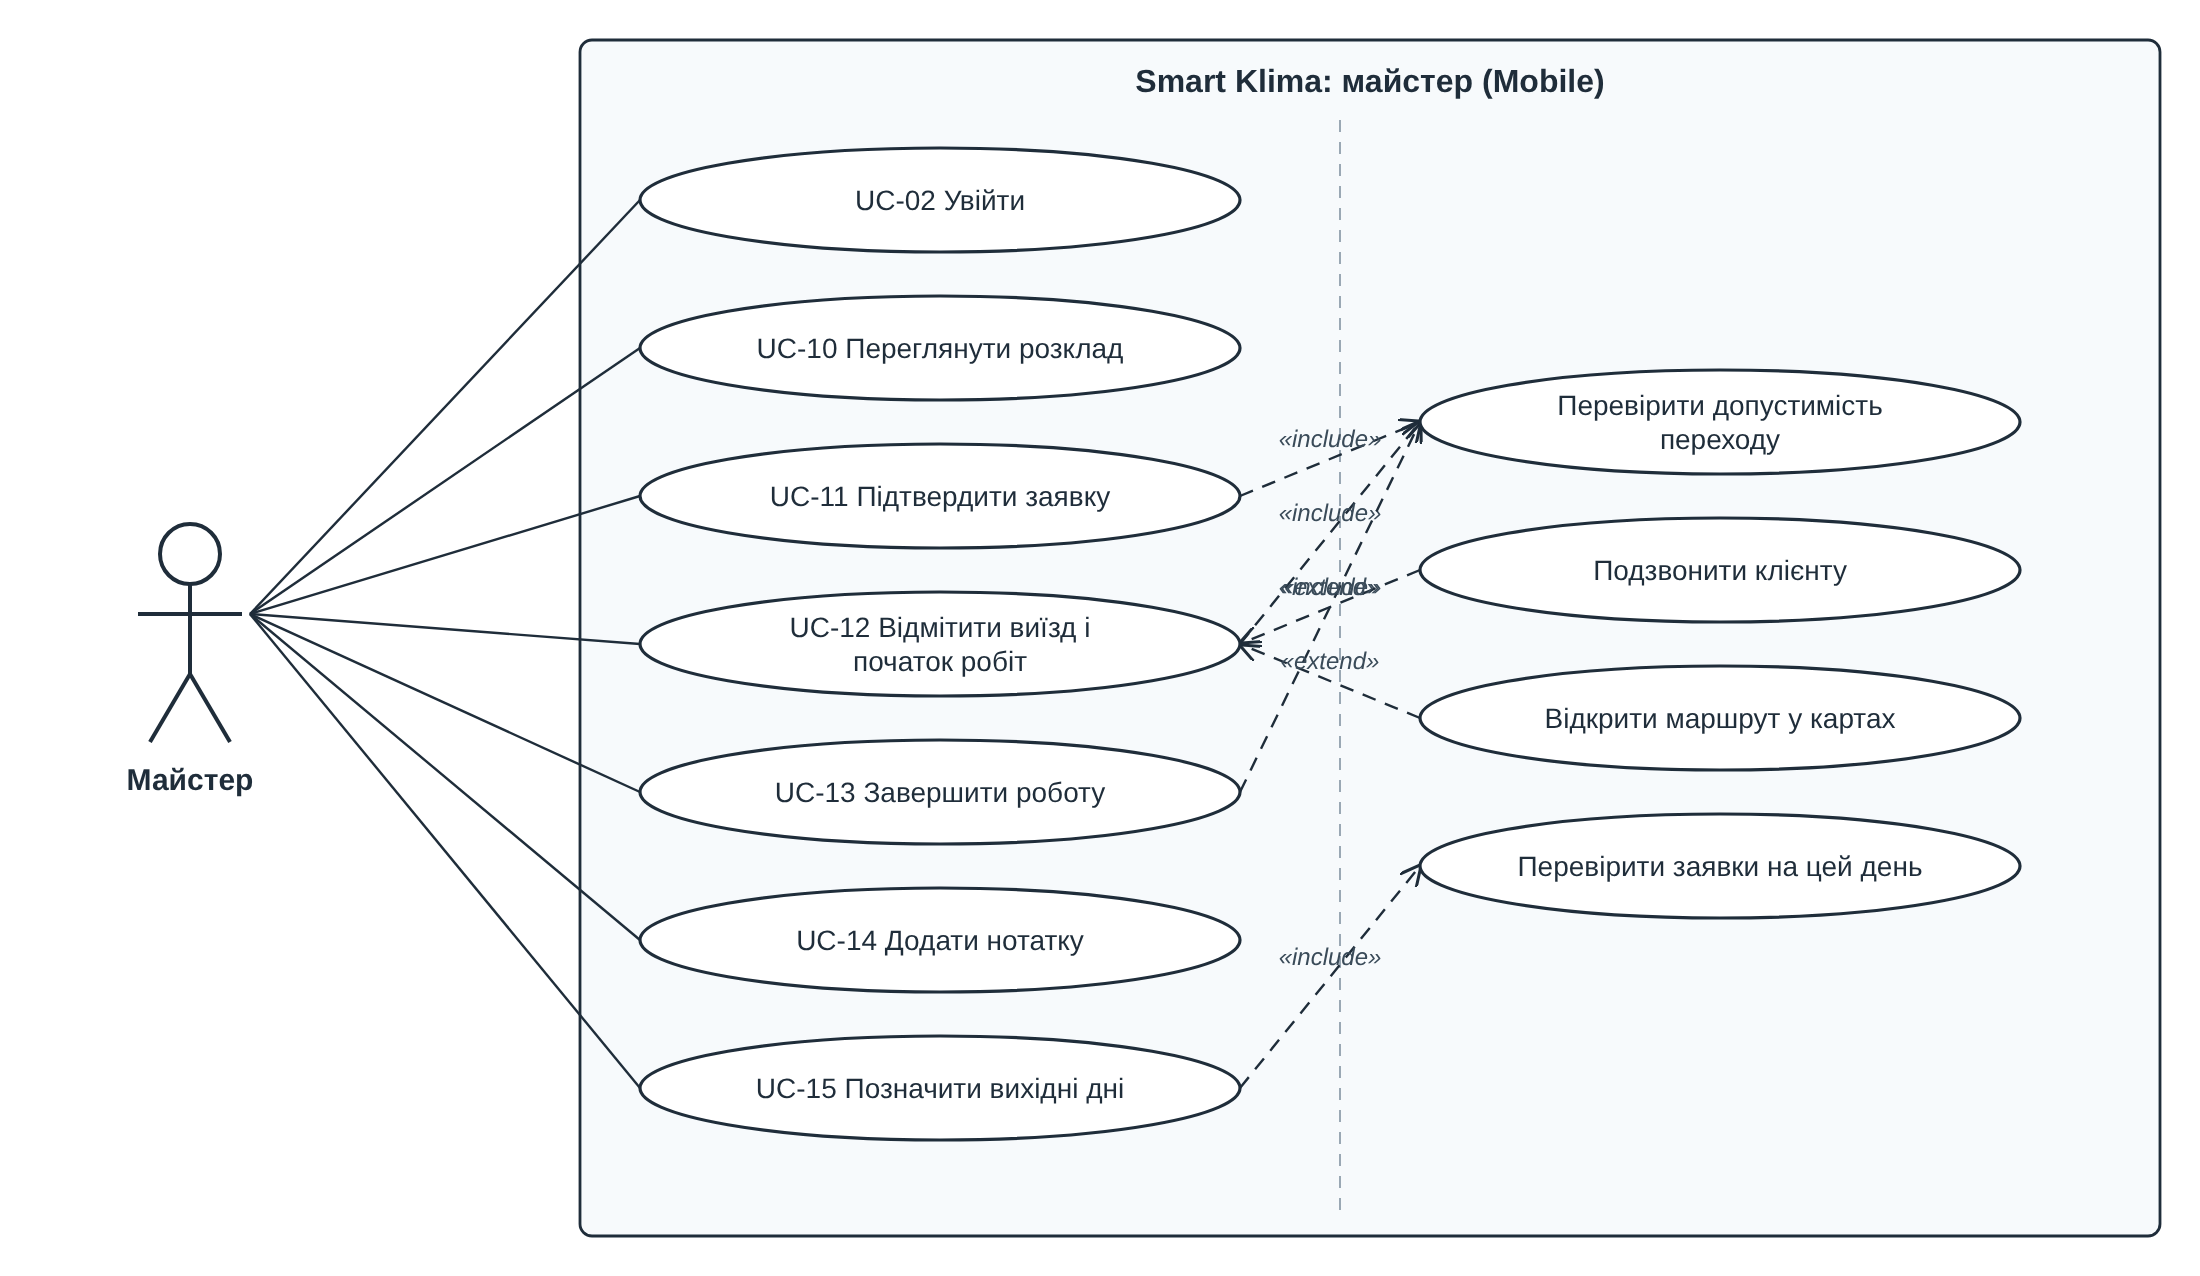 Smart Klima: майстер (Mobile)
UC-02 Увійти
UC-10 Переглянути розклад
Перевірити допустимість
переходу
«include»
UC-11 Підтвердити заявку
«include»
Подзвонити клієнту
«include»
«extend»
UC-12 Відмітити виїзд і
початок робіт
«extend»
Відкрити маршрут у картах
Майстер
UC-13 Завершити роботу
Перевірити заявки на цей день
UC-14 Додати нотатку
«include»
UC-15 Позначити вихідні дні